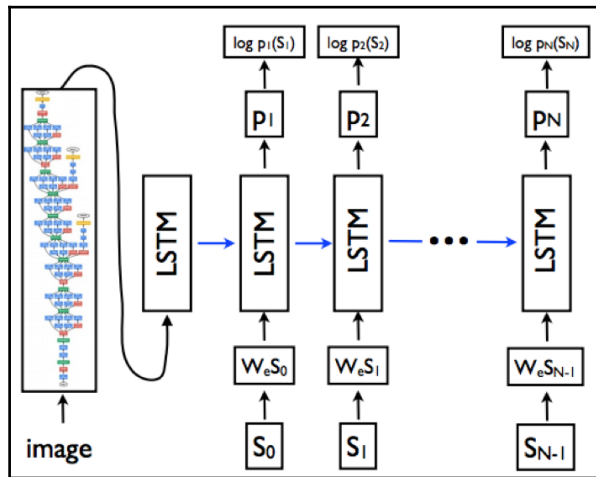 log p₁(S₁) log p₂(S₂) log pN(SN)
p₁ p₂ pN
LSTM LSTM LSTM LSTM
WeS₀ WeS₁ WeSN-1
image S₀ S₁ SN-1